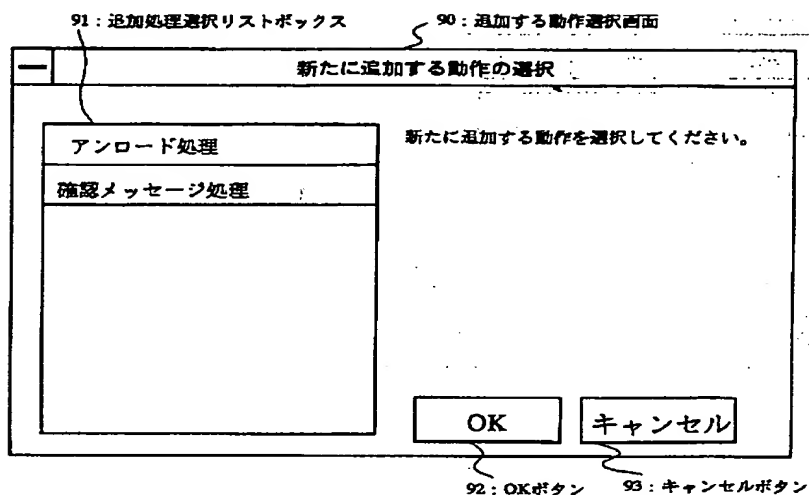 91：追加処理選択リストボックス
90：追加する動作選択画面
新たに追加する動作の選択
アンロード処理
新たに追加する動作を選択してください。
確認メッセージ処理
OK
キャンセル
92：OKボタン
93：キャンセルボタン